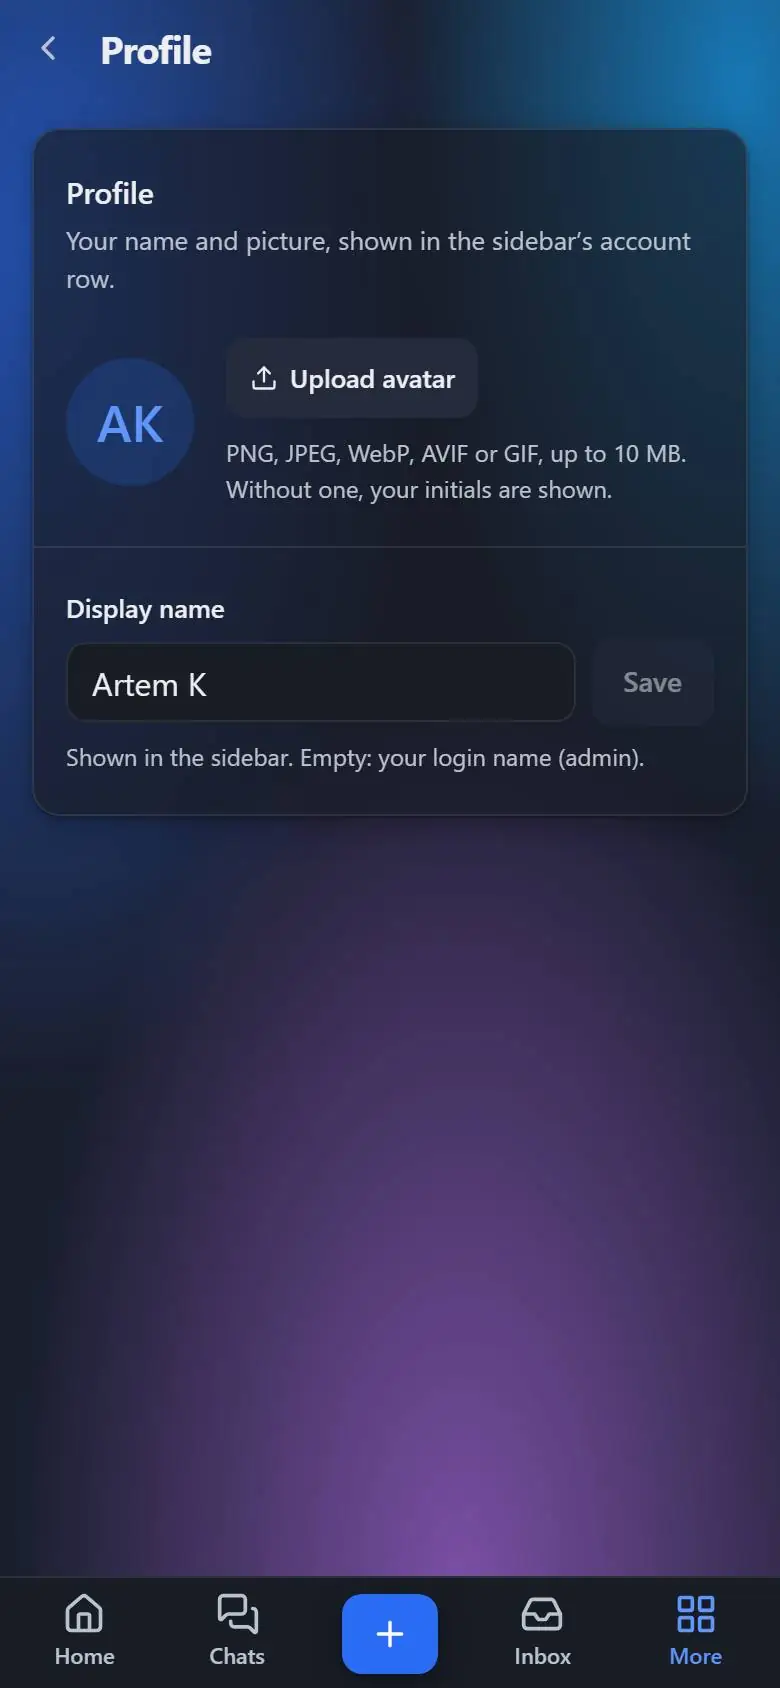 Profile
Profile
Your name and picture, shown in the sidebar’s account
row.
AK
Upload avatar
PNG, JPEG, WebP, AVIF or GIF, up to 10 MB.
Without one, your initials are shown.
Display name
Artem K
Save
Shown in the sidebar. Empty: your login name (admin).
Home
Chats
Inbox
More